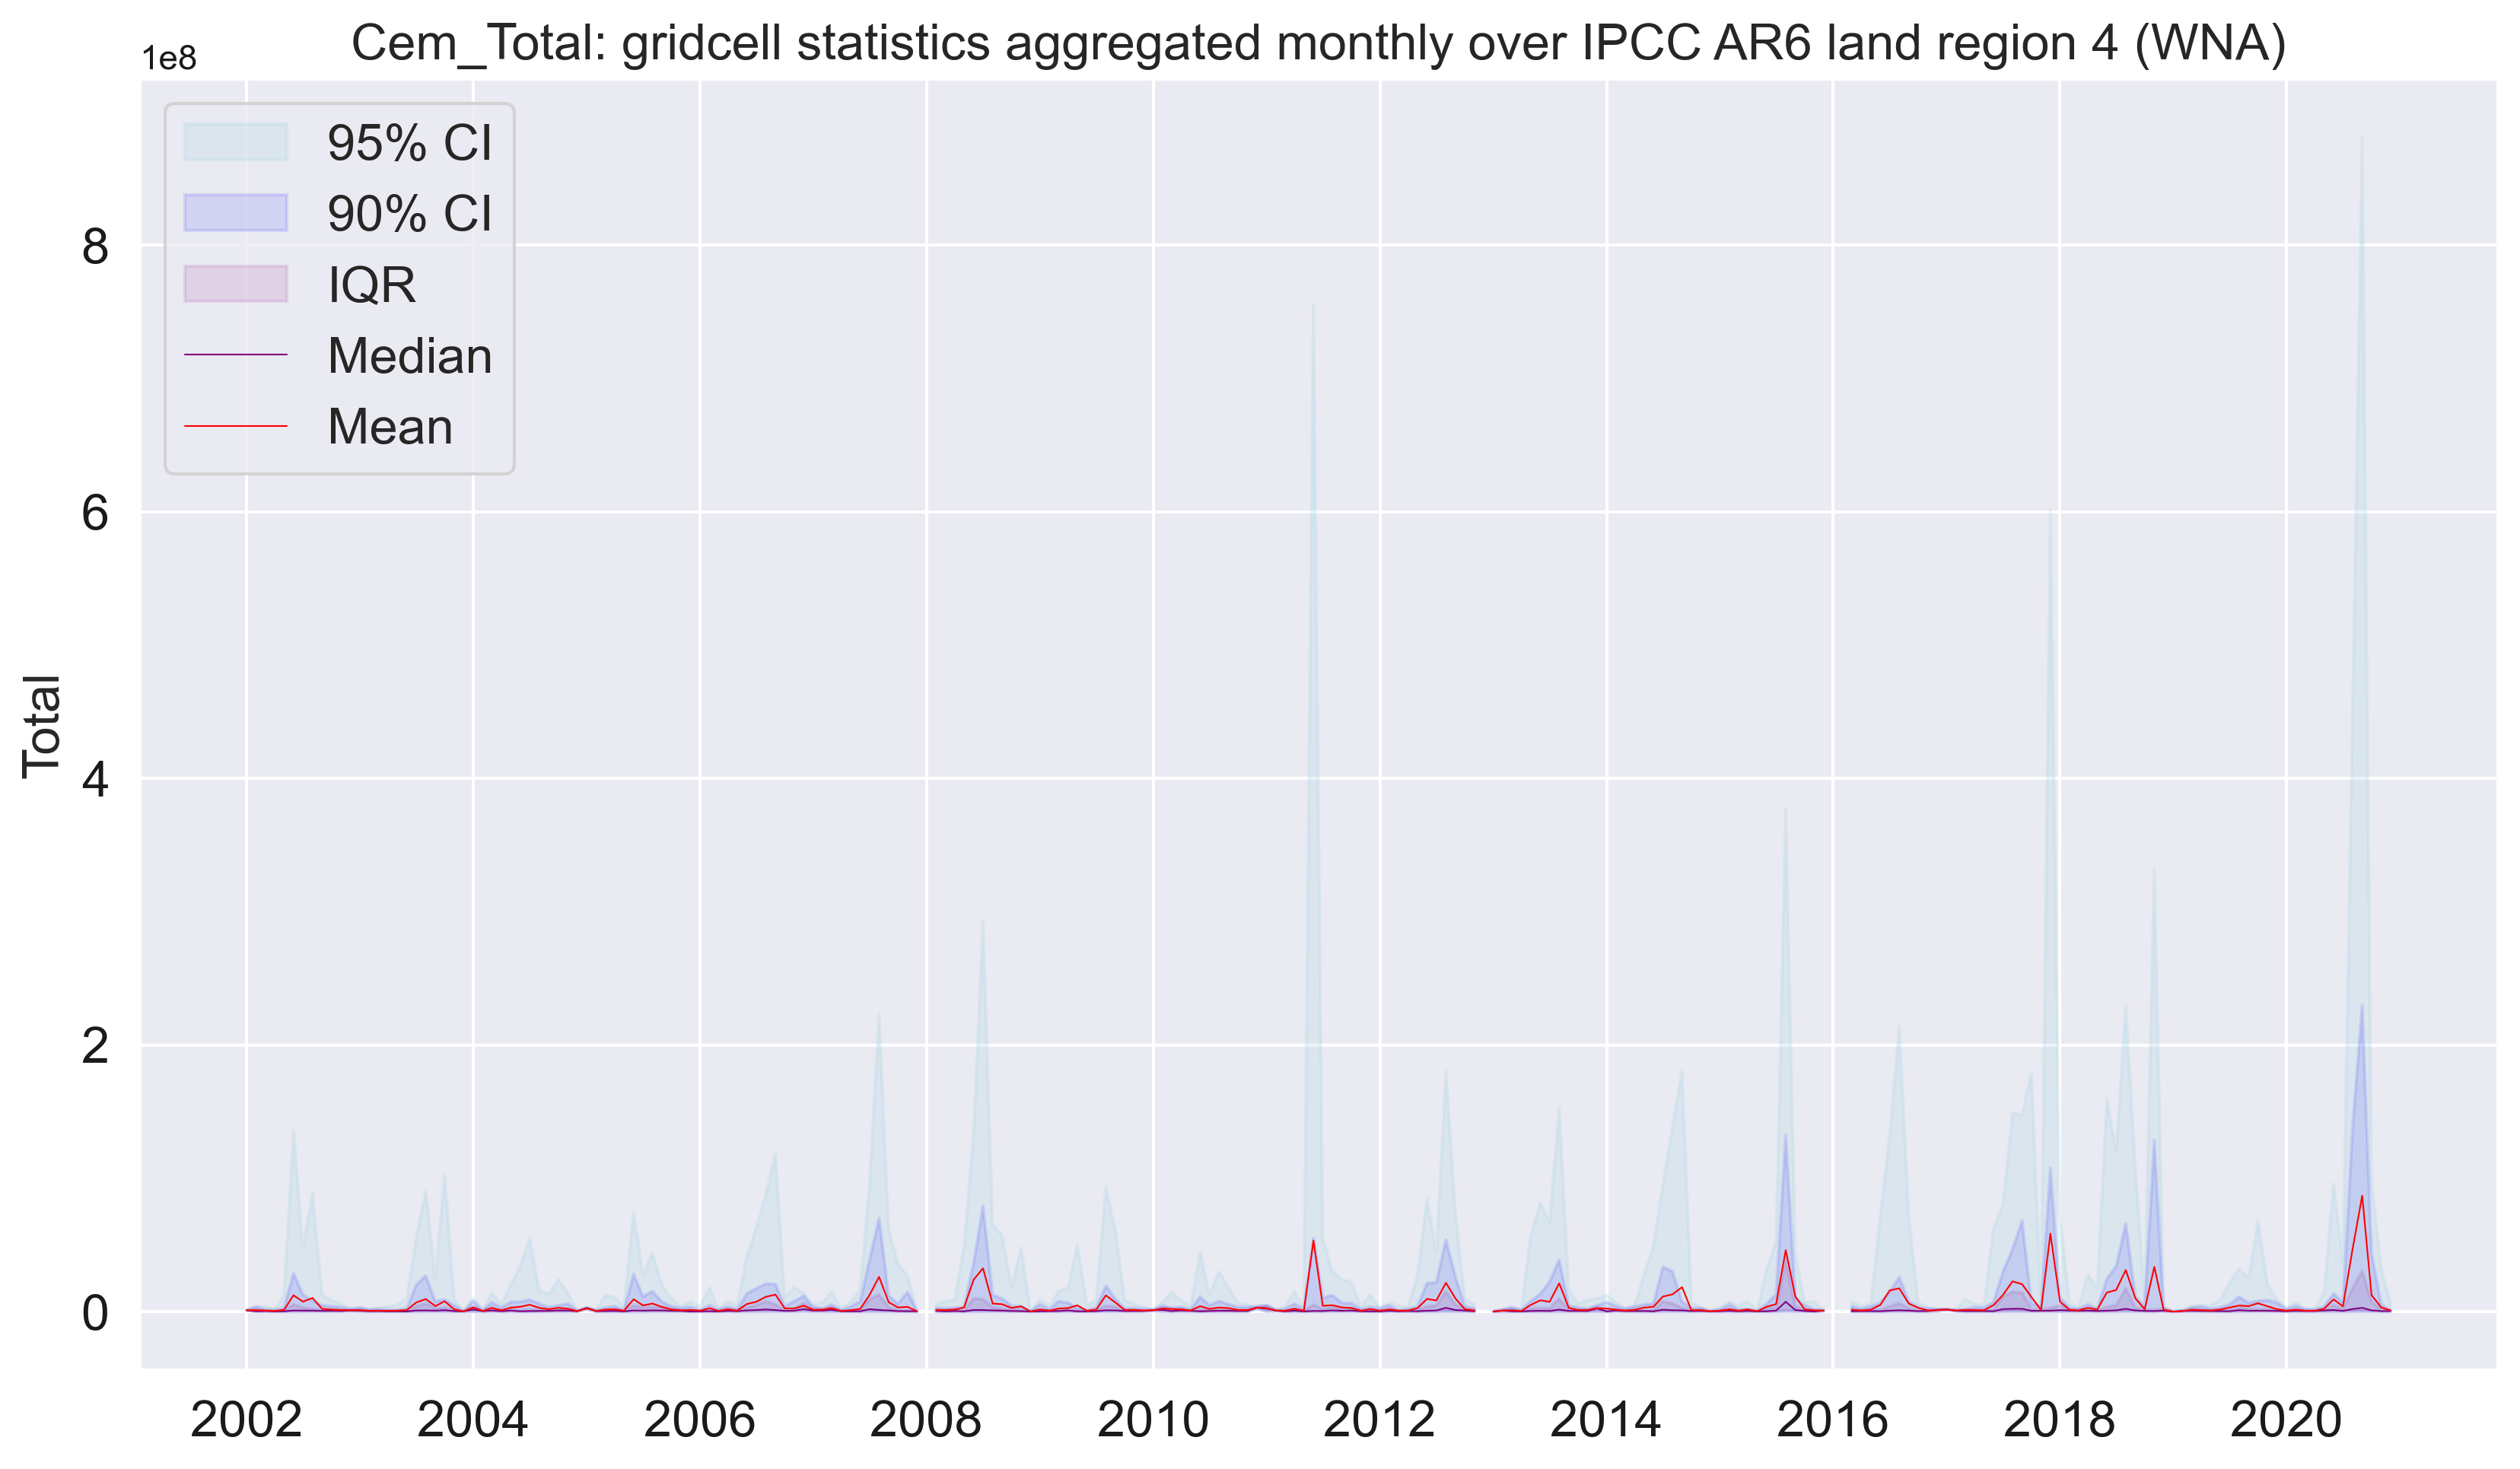 Cem_Total: gridcell statistics aggregated monthly over IPCC AR6 land region 4 (WNA)
1e8
95% CI
90% CI
IQR
Median
Mean
8
6
4
2
0
Total
2002 2004 2006 2008 2010 2012 2014 2016 2018 2020